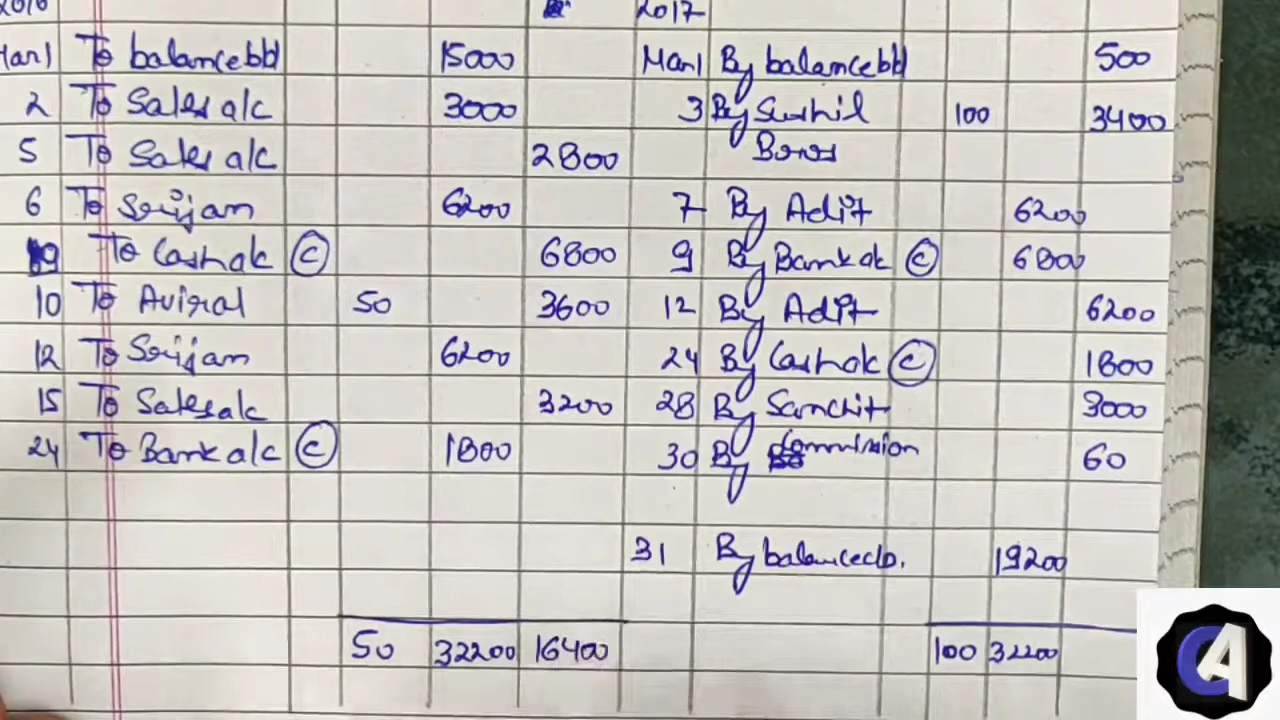 2017
Mar1 To balance b/d 15000 Mar1 By balance b/d 500
2 To Sales a/c 3000 3 By Sushil 100 3400
5 To Sales a/c 2800 Bros
6 To Srijan 6200 7 By Adit 6200
9 To Cash a/c C 6800 9 By Bank a/c C 6800
10 To Aviral 50 3600 12 By Adit 6200
12 To Srijan 6200 24 By Cash a/c C 1800
15 To Sales a/c 3200 28 By Sanchit 3000
24 To Bank a/c C 1800 30 By Commission 60
31 By balance c/d. 19200
50 32200 16400 100 32200
CA